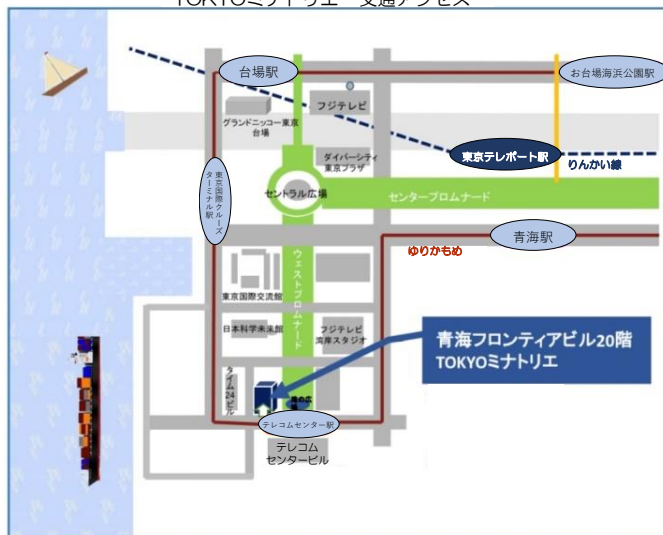 TOKYOミナトリエ 交通アクセス
台場駅
お台場海浜公園駅
フジテレビ
グランドニッコー東京
台場
東京テレポート駅
りんかい線
ダイバーシティ
東京プラザ
東京国際クルーズ
ターミナル駅
セントラル広場
センタープロムナード
青海駅
ゆりかもめ
ウェストプロムナード
東京国際交流館
日本科学未来館
フジテレビ
湾岸スタジオ
青海フロンティアビル20階
TOKYOミナトリエ
タイム24ビル
テレコムセンター駅
テレコム
センタービル